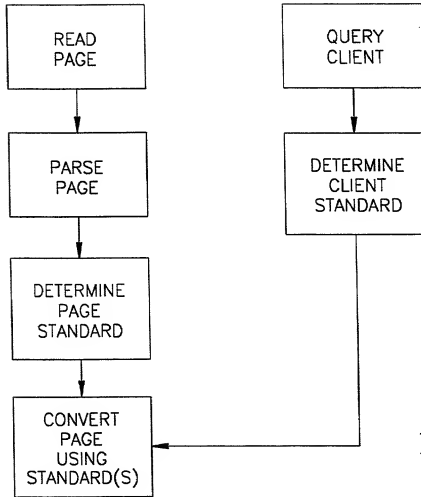 READ
PAGE
QUERY
CLIENT
PARSE
PAGE
DETERMINE
CLIENT
STANDARD
DETERMINE
PAGE
STANDARD
CONVERT
PAGE
USING
STANDARD(S)